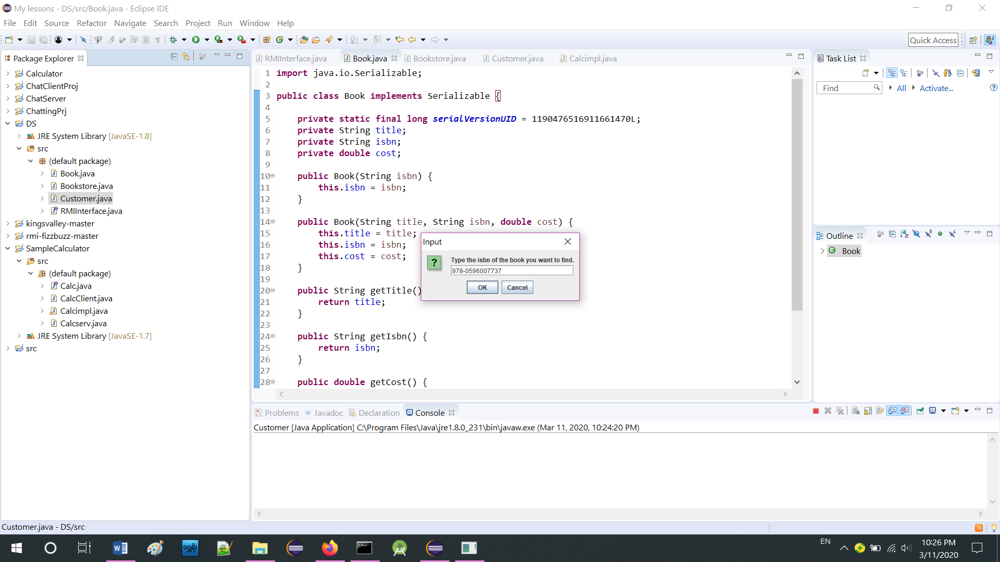 My lessons - DS/src/Book.java - Eclipse IDE
File Edit Source Refactor Navigate Search Project Run Window Help
Quick Access
Package Explorer
Calculator
ChatClientProj
ChatServer
ChattingPrj
DS
JRE System Library [JavaSE-1.8]
src
(default package)
Book.java
Bookstore.java
Customer.java
RMIInterface.java
kingsvalley-master
rmi-fizzbuzz-master
SampleCalculator
src
(default package)
Calc.java
CalcClient.java
Calcimpl.java
Calcserv.java
JRE System Library [JavaSE-1.7]
src
RMIInterface.java Book.java Bookstore.java Customer.java Calcimpl.java
1 import java.io.Serializable;
2
3 public class Book implements Serializable {
4
5 private static final long serialVersionUID = 1190476516911661470L;
6 private String title;
7 private String isbn;
8 private double cost;
9
10 public Book(String isbn) {
11 this.isbn = isbn;
12 }
13
14 public Book(String title, String isbn, double cost) {
15 this.title = title;
16 this.isbn = isbn;
17 this.cost = cost;
18 }
19
20 public String getTitle()
21 return title;
22 }
23
24 public String getIsbn() {
25 return isbn;
26 }
27
28 public double getCost() {
Input
Type the isbn of the book you want to find.
978-0596007737
OK Cancel
Task List
Find All Activate...
Outline
Book
Problems @ Javadoc Declaration Console
Customer [Java Application] C:\Program Files\Java\jre1.8.0_231\bin\javaw.exe (Mar 11, 2020, 10:24:20 PM)
Customer.java - DS/src
EN
10:26 PM
3/11/2020